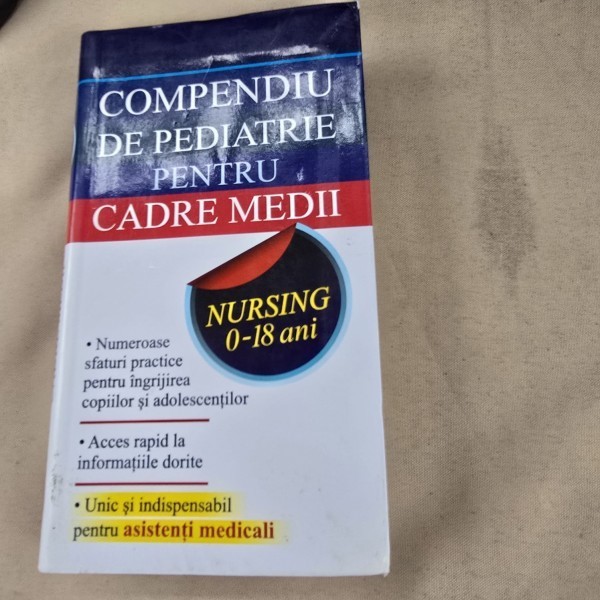 COMPENDIU
DE PEDIATRIE
PENTRU
CADRE MEDII
NURSING
0-18 ani
• Numeroase
sfaturi practice
pentru îngrijirea
copiilor și adolescenților
• Acces rapid la
informațiile dorite
• Unic și indispensabil
pentru asistenți medicali